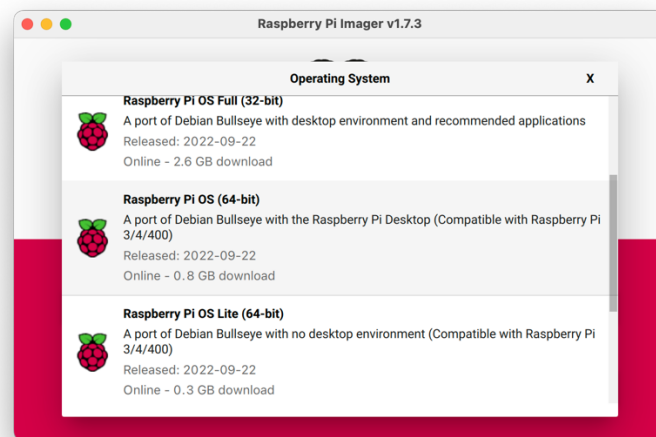 Raspberry Pi Imager v1.7.3
Operating System X
Raspberry Pi OS Full (32-bit)
A port of Debian Bullseye with desktop environment and recommended applications
Released: 2022-09-22
Online - 2.6 GB download
Raspberry Pi OS (64-bit)
A port of Debian Bullseye with the Raspberry Pi Desktop (Compatible with Raspberry Pi
3/4/400)
Released: 2022-09-22
Online - 0.8 GB download
Raspberry Pi OS Lite (64-bit)
A port of Debian Bullseye with no desktop environment (Compatible with Raspberry Pi
3/4/400)
Released: 2022-09-22
Online - 0.3 GB download